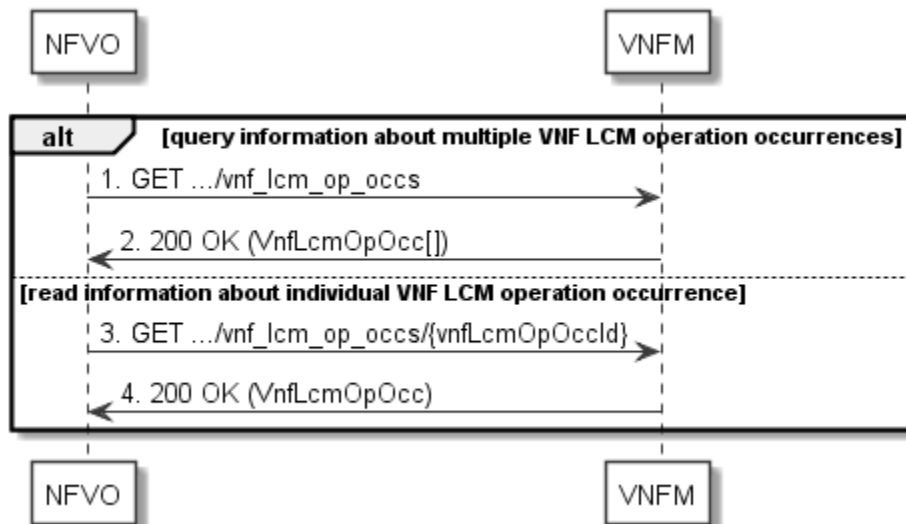 NFVO VNFM
alt [query information about multiple VNF LCM operation occurrences]
1. GET .../vnf_lcm_op_occs
2. 200 OK (VnfLcmOpOcc[])
[read information about individual VNF LCM operation occurrence]
3. GET .../vnf_lcm_op_occs/{vnfLcmOpOccId}
4. 200 OK (VnfLcmOpOcc)
NFVO VNFM